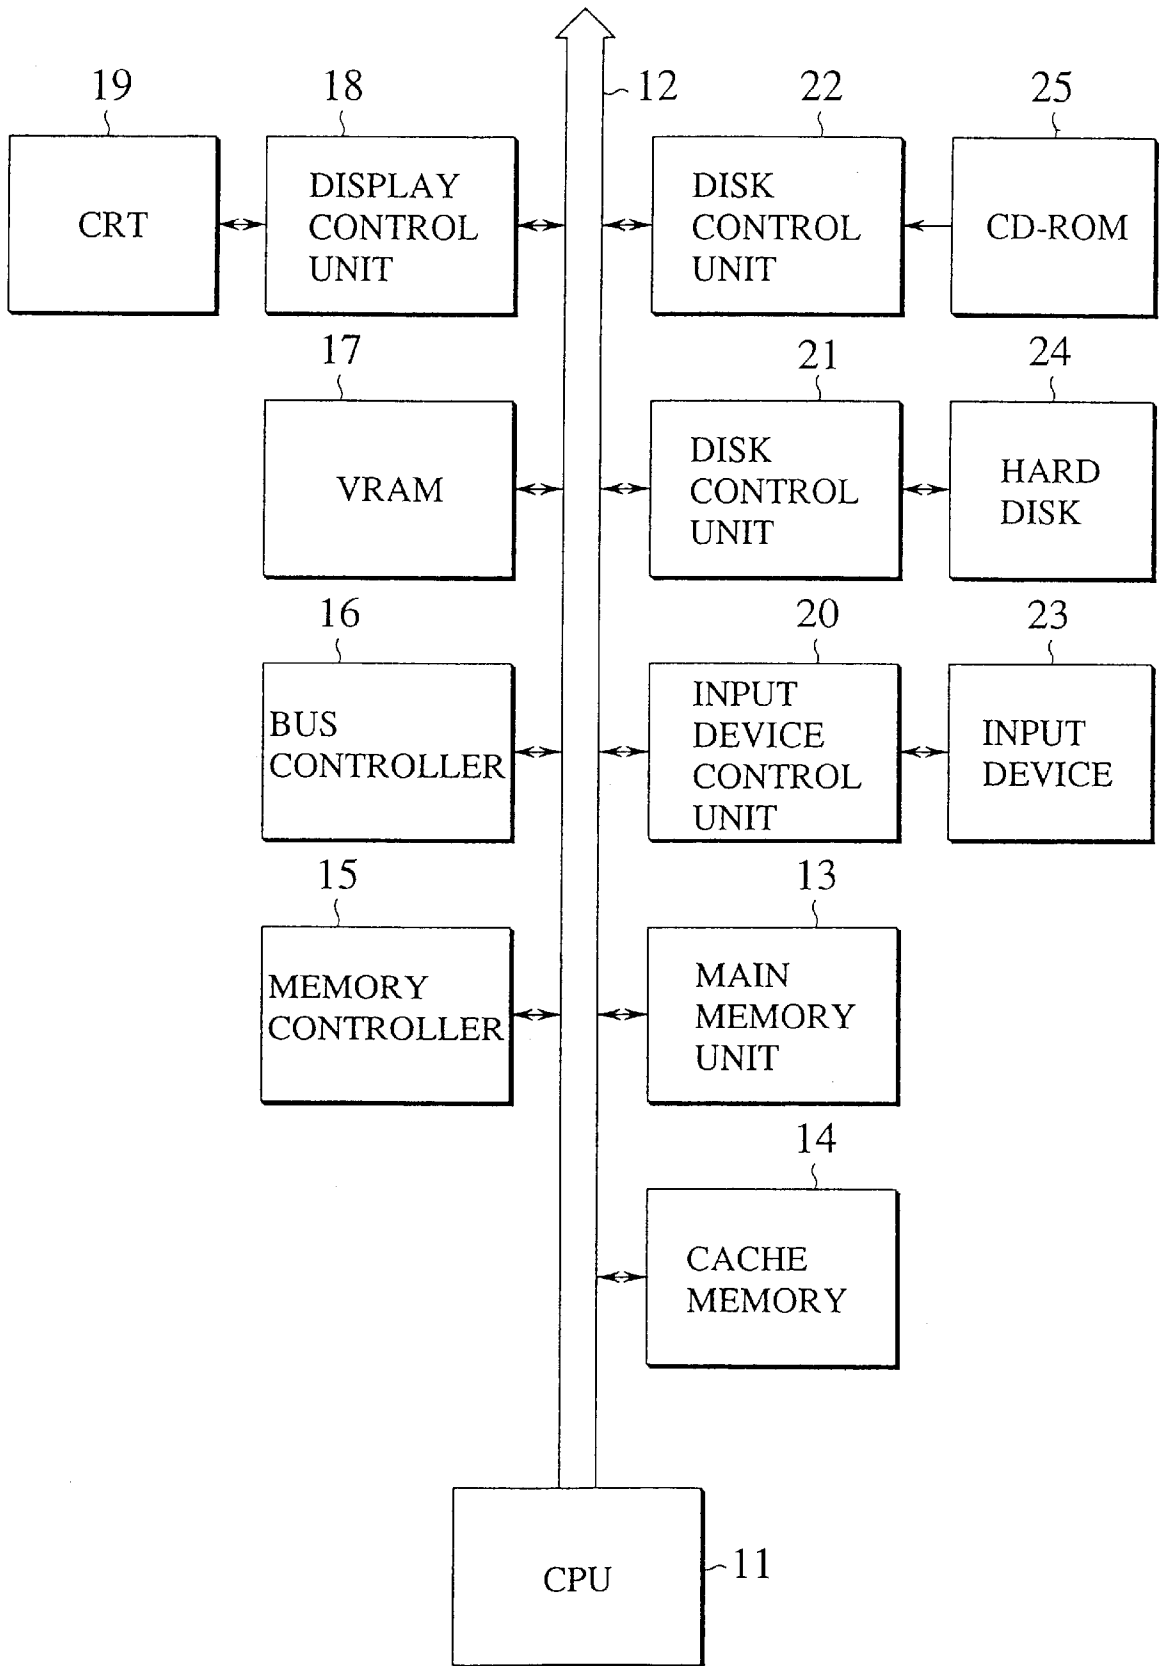 12
19
CRT
18
DISPLAY
CONTROL
UNIT
22
DISK
CONTROL
UNIT
25
CD-ROM
17
VRAM
21
DISK
CONTROL
UNIT
24
HARD
DISK
16
BUS
CONTROLLER
20
INPUT
DEVICE
CONTROL
UNIT
23
INPUT
DEVICE
15
MEMORY
CONTROLLER
13
MAIN
MEMORY
UNIT
14
CACHE
MEMORY
CPU
11